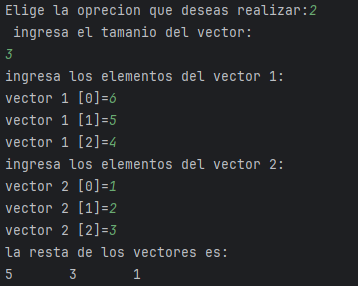 Elige la oprecion que deseas realizar:2
ingresa el tamanio del vector:
3
ingresa los elementos del vector 1:
vector 1 [0]=6
vector 1 [1]=5
vector 1 [2]=4
ingresa los elementos del vector 2:
vector 2 [0]=1
vector 2 [1]=2
vector 2 [2]=3
la resta de los vectores es:
5 3 1